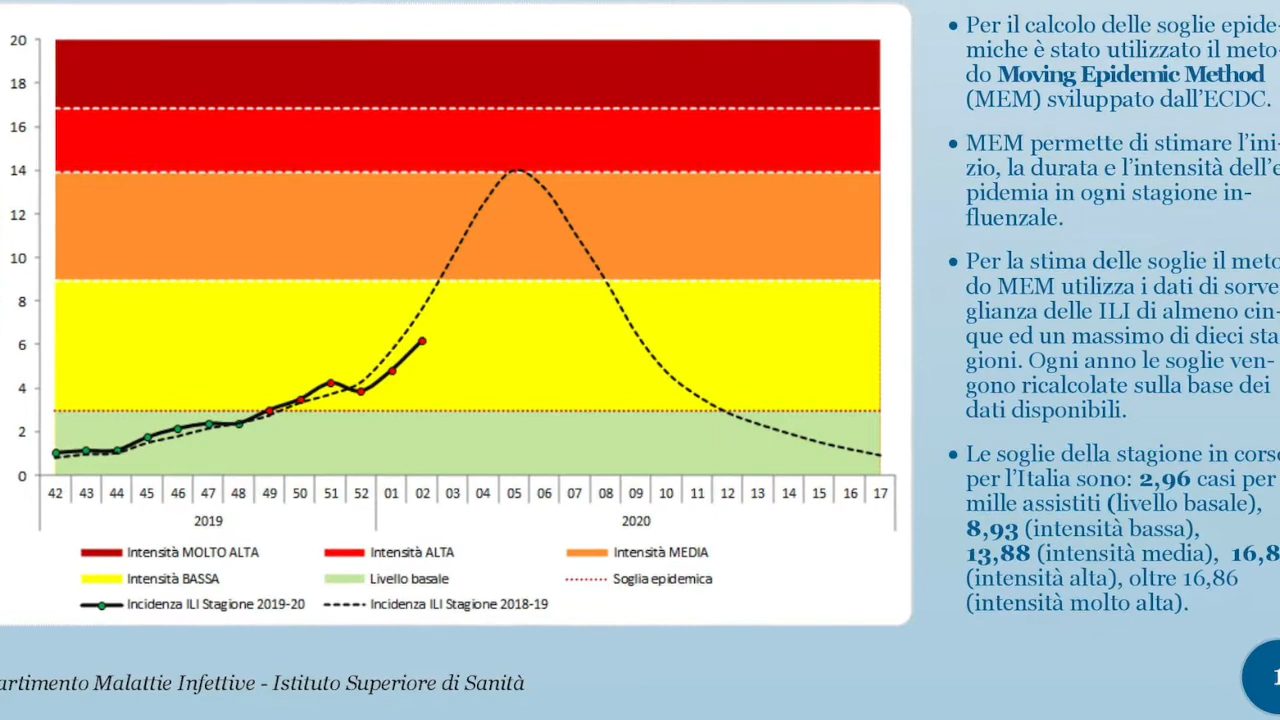 20
18
16
14
12
10
8
6
4
2
0
42 43 44 45 46 47 48 49 50 51 52 01 02 03 04 05 06 07 08 09 10 11 12 13 14 15 16 17
2019 2020
Intensità MOLTO ALTA Intensità ALTA Intensità MEDIA
Intensità BASSA Livello basale Soglia epidemica
Incidenza ILI Stagione 2019-20 Incidenza ILI Stagione 2018-19
• Per il calcolo delle soglie epide-
miche è stato utilizzato il meto-
do Moving Epidemic Method
(MEM) sviluppato dall'ECDC.
• MEM permette di stimare l'ini-
zio, la durata e l'intensità dell'e
pidemia in ogni stagione in-
fluenzale.
• Per la stima delle soglie il meto
do MEM utilizza i dati di sorve
glianza delle ILI di almeno cin-
que ed un massimo di dieci sta
gioni. Ogni anno le soglie ven-
gono ricalcolate sulla base dei
dati disponibili.
• Le soglie della stagione in corso
per l'Italia sono: 2,96 casi per
mille assistiti (livello basale),
8,93 (intensità bassa),
13,88 (intensità media), 16,8
(intensità alta), oltre 16,86
(intensità molto alta).
artimento Malattie Infettive - Istituto Superiore di Sanità
1